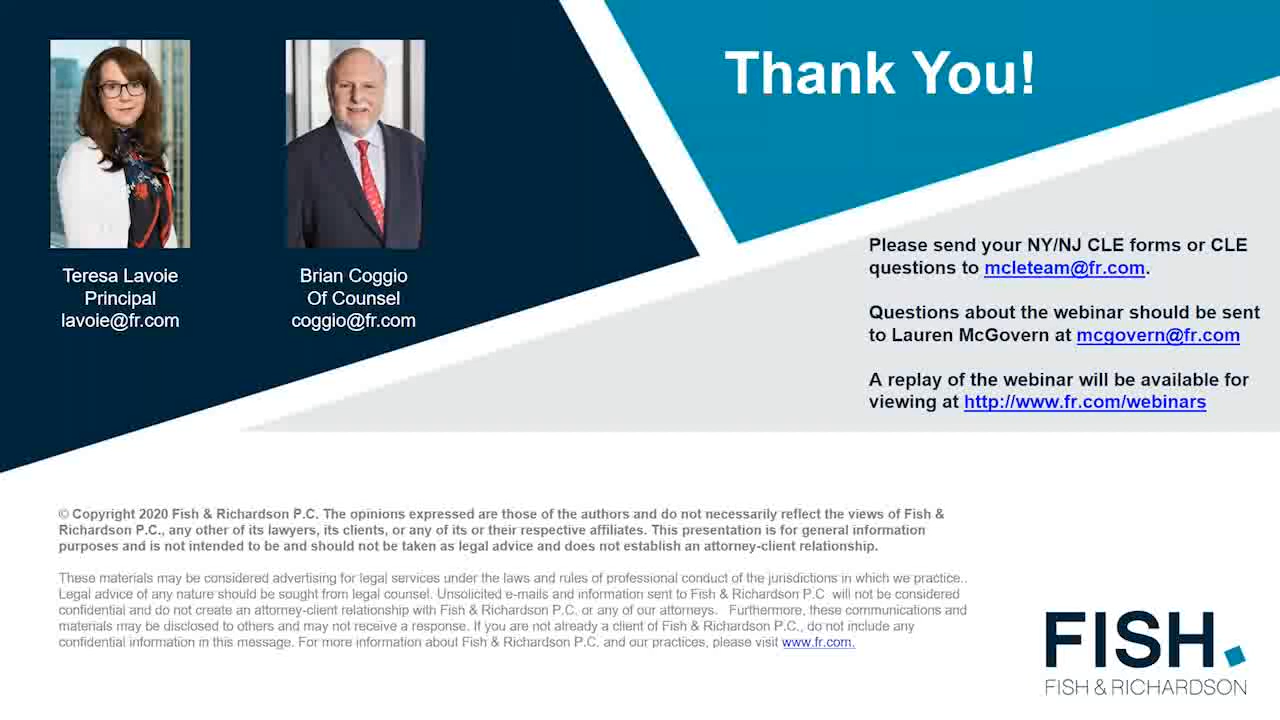 Thank You!
Teresa Lavoie
Principal
lavoie@fr.com
Brian Coggio
Of Counsel
coggio@fr.com
Please send your NY/NJ CLE forms or CLE
questions to mcleteam@fr.com.
Questions about the webinar should be sent
to Lauren McGovern at mcgovern@fr.com
A replay of the webinar will be available for
viewing at http://www.fr.com/webinars
© Copyright 2020 Fish & Richardson P.C. The opinions expressed are those of the authors and do not necessarily reflect the views of Fish &
Richardson P.C., any other of its lawyers, its clients, or any of its or their respective affiliates. This presentation is for general information
purposes and is not intended to be and should not be taken as legal advice and does not establish an attorney-client relationship.
These materials may be considered advertising for legal services under the laws and rules of professional conduct of the jurisdictions in which we practice..
Legal advice of any nature should be sought from legal counsel. Unsolicited e-mails and information sent to Fish & Richardson P.C will not be considered
confidential and do not create an attorney-client relationship with Fish & Richardson P.C. or any of our attorneys. Furthermore, these communications and
materials may be disclosed to others and may not receive a response. If you are not already a client of Fish & Richardson P.C., do not include any
confidential information in this message. For more information about Fish & Richardson P.C. and our practices, please visit www.fr.com.
FISH.
FISH & RICHARDSON